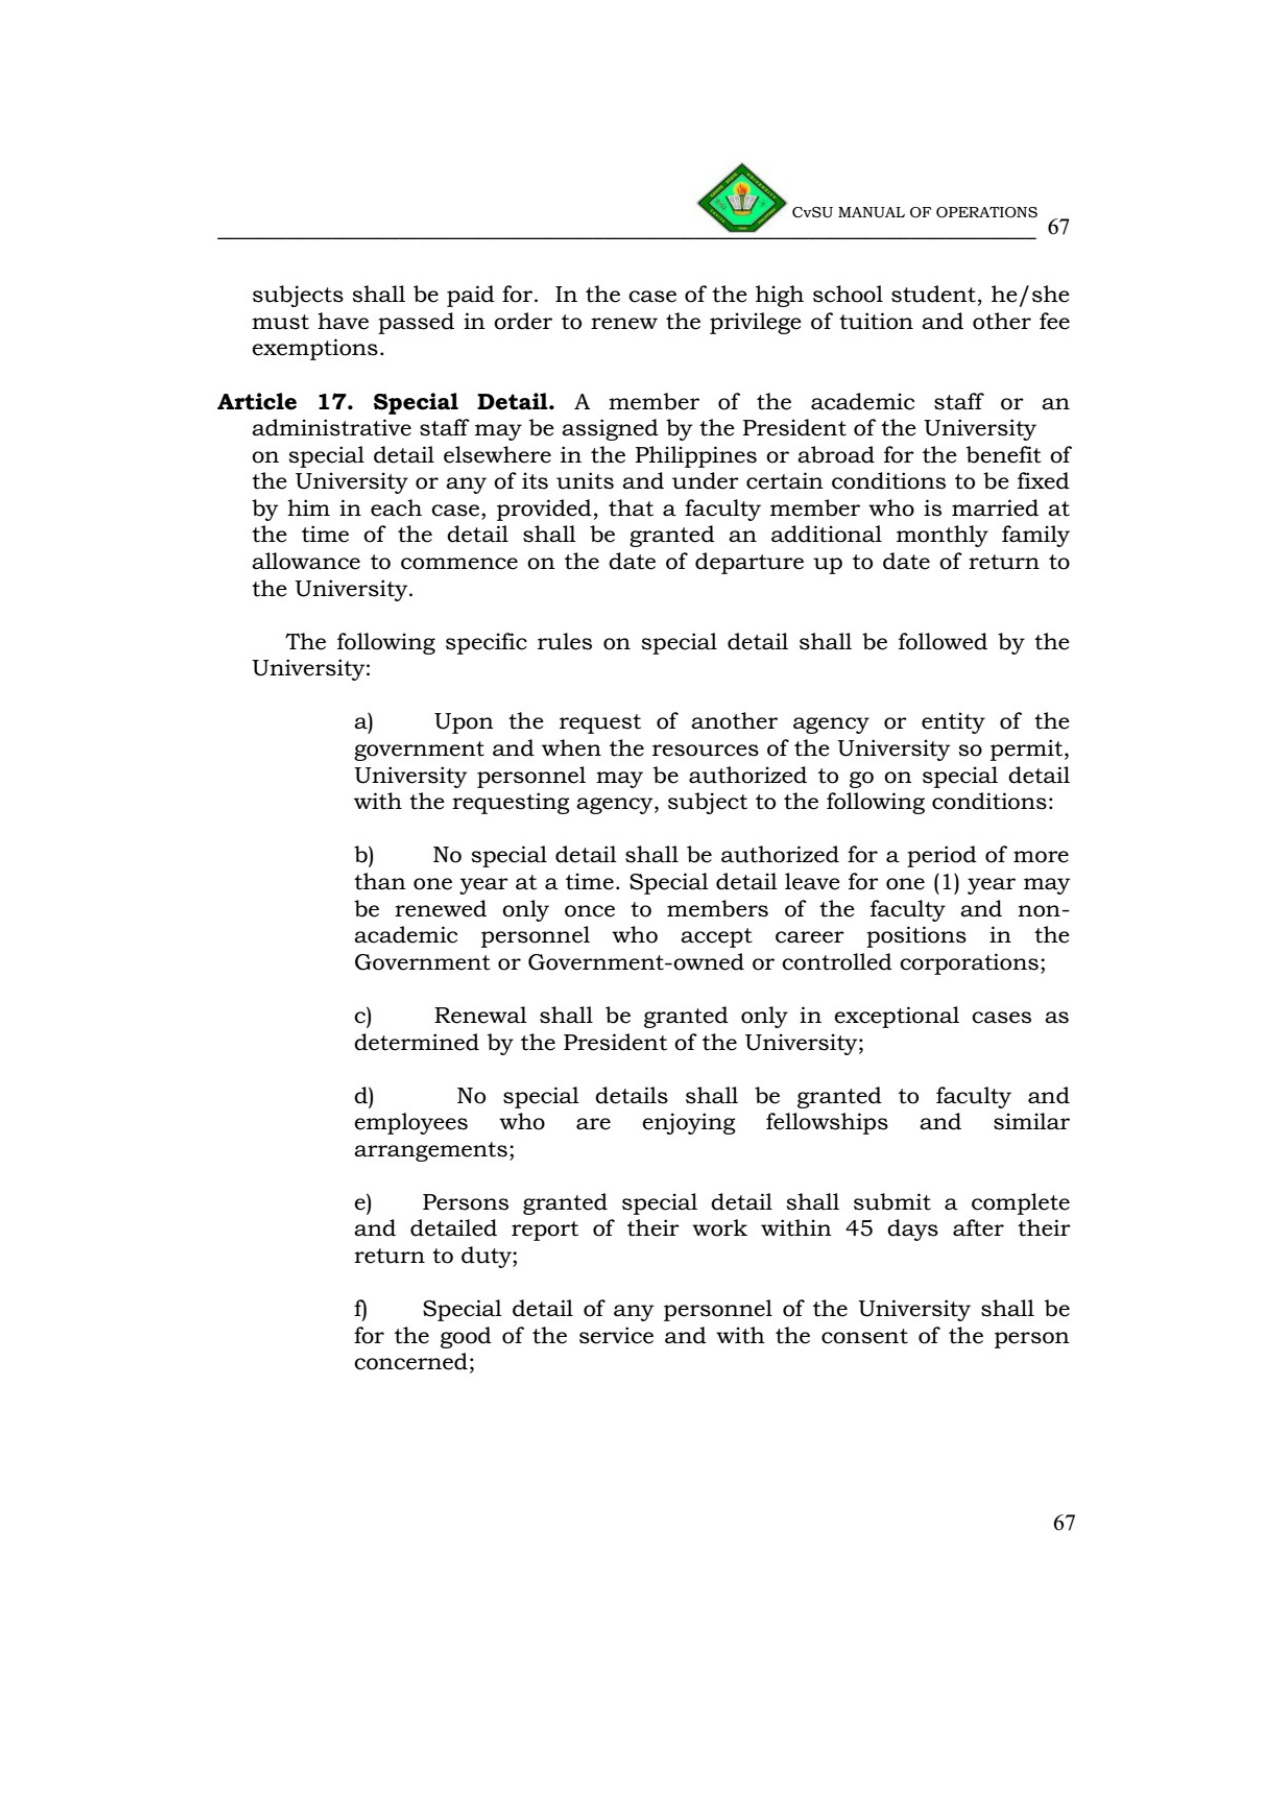 CvSU MANUAL OF OPERATIONS 67
subjects shall be paid for. In the case of the high school student, he/she
must have passed in order to renew the privilege of tuition and other fee
exemptions.
Article 17. Special Detail. A member of the academic staff or an
administrative staff may be assigned by the President of the University
on special detail elsewhere in the Philippines or abroad for the benefit of
the University or any of its units and under certain conditions to be fixed
by him in each case, provided, that a faculty member who is married at
the time of the detail shall be granted an additional monthly family
allowance to commence on the date of departure up to date of return to
the University.
The following specific rules on special detail shall be followed by the
University:
a) Upon the request of another agency or entity of the
government and when the resources of the University so permit,
University personnel may be authorized to go on special detail
with the requesting agency, subject to the following conditions:
b) No special detail shall be authorized for a period of more
than one year at a time. Special detail leave for one (1) year may
be renewed only once to members of the faculty and non-
academic personnel who accept career positions in the
Government or Government-owned or controlled corporations;
c) Renewal shall be granted only in exceptional cases as
determined by the President of the University;
d) No special details shall be granted to faculty and
employees who are enjoying fellowships and similar
arrangements;
e) Persons granted special detail shall submit a complete
and detailed report of their work within 45 days after their
return to duty;
f) Special detail of any personnel of the University shall be
for the good of the service and with the consent of the person
concerned;
67